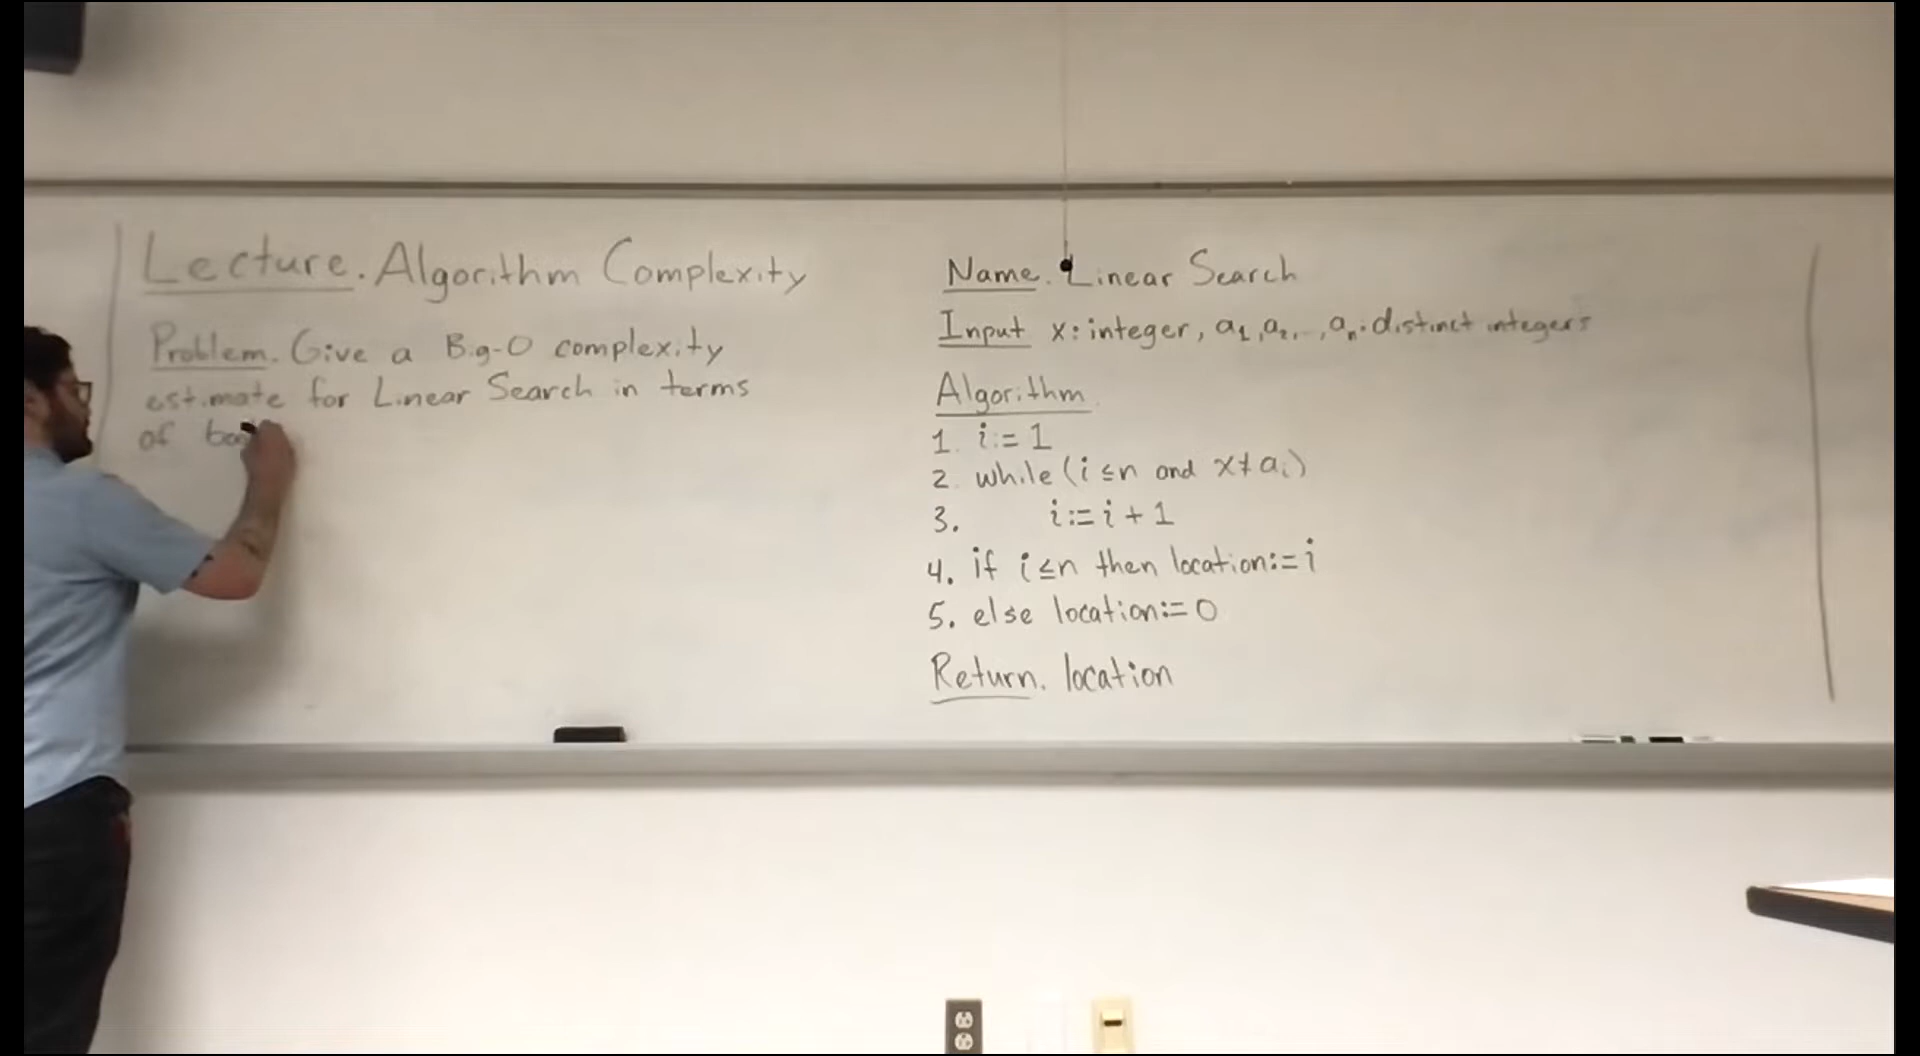 Lecture. Algorithm Complexity
Problem. Give a Big-O complexity
estimate for Linear Search in terms
of
Name. Linear Search
Input x: integer, a₁, a₂, ..., aₙ: distinct integers
Algorithm
1. i := 1
2. while (i ≤ n and x ≠ aᵢ)
3. i := i + 1
4. if i ≤ n then location := i
5. else location := 0
Return. location